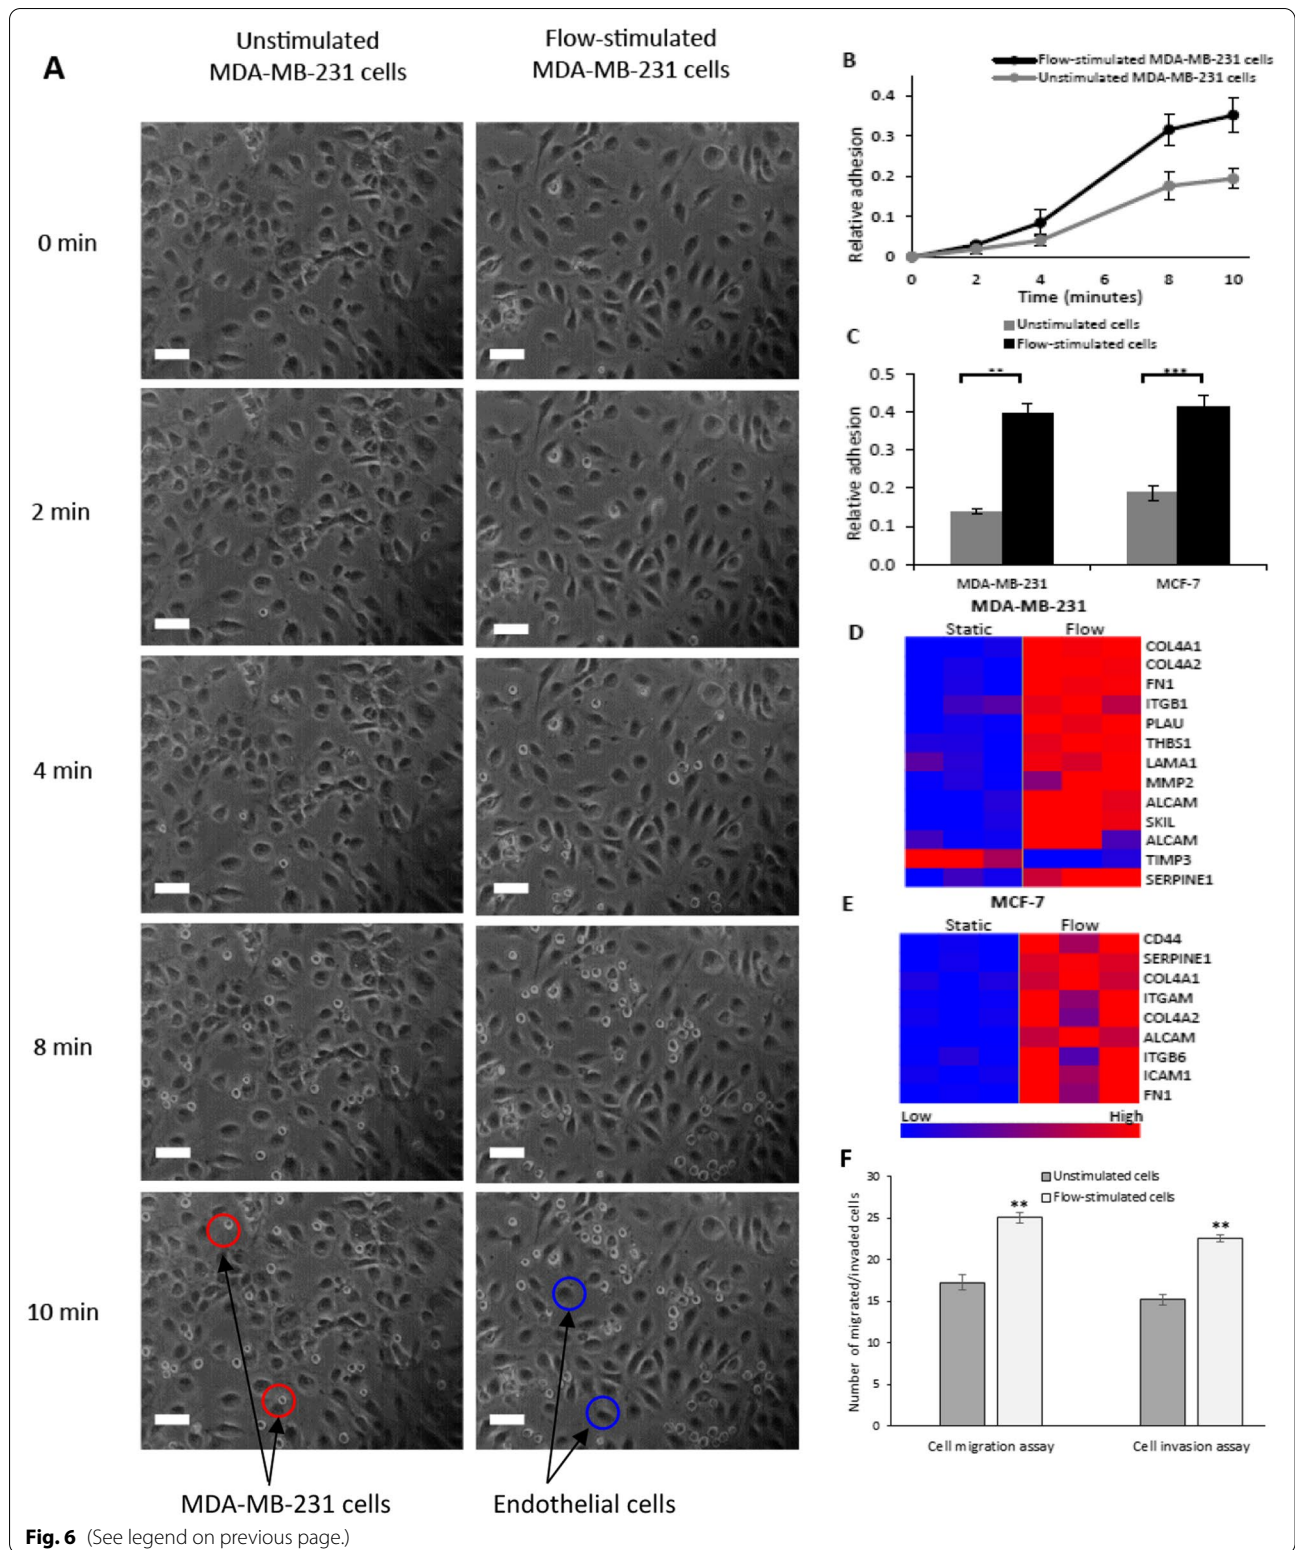 A
Unstimulated
MDA-MB-231 cells
Flow-stimulated
MDA-MB-231 cells
0 min
2 min
4 min
8 min
10 min
MDA-MB-231 cells
Endothelial cells
B
Flow-stimulated MDA-MB-231 cells
Unstimulated MDA-MB-231 cells
Relative adhesion
0.4
0.3
0.2
0.1
0
0 2 4 6 8 10
Time (minutes)
C
Unstimulated cells
Flow-stimulated cells
Relative adhesion
0.5
0.4
0.3
0.2
0.1
0.0
** ***
MDA-MB-231 MCF-7
MDA-MB-231
D
Static Flow
COL4A1
COL4A2
FN1
ITGB1
PLAU
THBS1
LAMA1
MMP2
ALCAM
SKIL
ALCAM
TIMP3
SERPINE1
E
MCF-7
Static Flow
CD44
SERPINE1
COL4A1
ITGAM
COL4A2
ALCAM
ITGB6
ICAM1
FN1
Low High
F
Unstimulated cells
Flow-stimulated cells
Number of migrated/invaded cells
30
25
20
15
10
5
0
** **
Cell migration assay Cell invasion assay
Fig. 6 (See legend on previous page.)